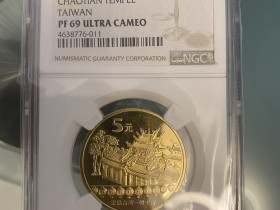 CHAOTIAN TEMPLE
TAIWAN
PF 69 ULTRA CAMEO
4638776-011
NUMISMATIC GUARANTY CORPORATION
NGC
5元